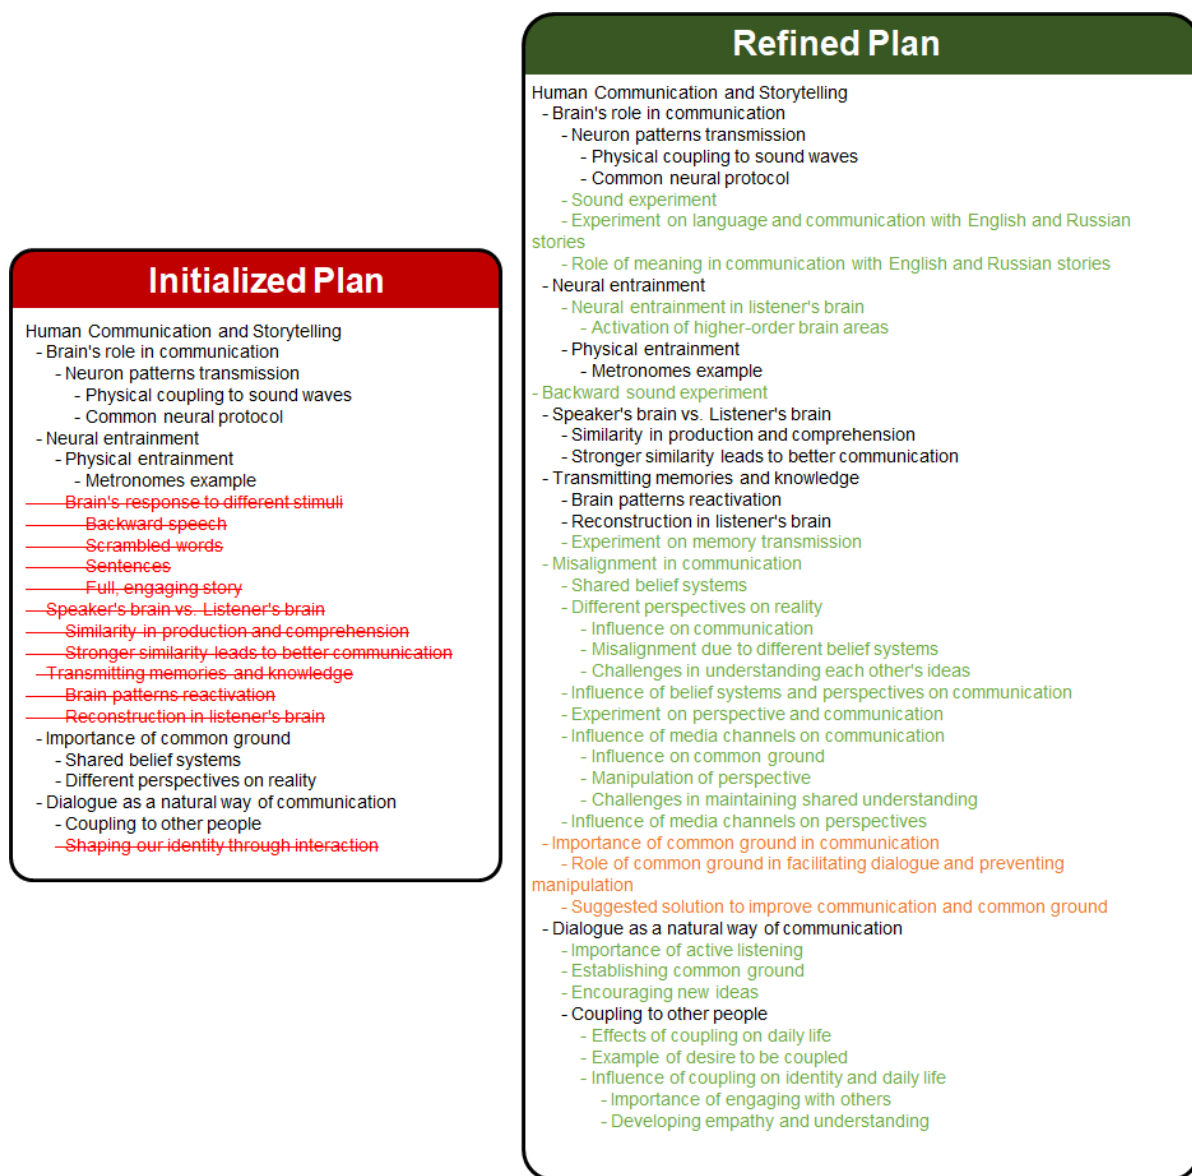 Initialized Plan
Human Communication and Storytelling
- Brain's role in communication
- Neuron patterns transmission
- Physical coupling to sound waves
- Common neural protocol
- Neural entrainment
- Physical entrainment
- Metronomes example
- Brain's response to different stimuli
- Backward speech
- Scrambled words
- Sentences
- Full, engaging story
- Speaker's brain vs. Listener's brain
- Similarity in production and comprehension
- Stronger similarity leads to better communication
- Transmitting memories and knowledge
- Brain patterns reactivation
- Reconstruction in listener's brain
- Importance of common ground
- Shared belief systems
- Different perspectives on reality
- Dialogue as a natural way of communication
- Coupling to other people
- Shaping our identity through interaction
Refined Plan
Human Communication and Storytelling
- Brain's role in communication
- Neuron patterns transmission
- Physical coupling to sound waves
- Common neural protocol
- Sound experiment
- Experiment on language and communication with English and Russian
stories
- Role of meaning in communication with English and Russian stories
- Neural entrainment
- Neural entrainment in listener's brain
- Activation of higher-order brain areas
- Physical entrainment
- Metronomes example
- Backward sound experiment
- Speaker's brain vs. Listener's brain
- Similarity in production and comprehension
- Stronger similarity leads to better communication
- Transmitting memories and knowledge
- Brain patterns reactivation
- Reconstruction in listener's brain
- Experiment on memory transmission
- Misalignment in communication
- Shared belief systems
- Different perspectives on reality
- Influence on communication
- Misalignment due to different belief systems
- Challenges in understanding each other's ideas
- Influence of belief systems and perspectives on communication
- Experiment on perspective and communication
- Influence of media channels on communication
- Influence on common ground
- Manipulation of perspective
- Challenges in maintaining shared understanding
- Influence of media channels on perspectives
- Importance of common ground in communication
- Role of common ground in facilitating dialogue and preventing
manipulation
- Suggested solution to improve communication and common ground
- Dialogue as a natural way of communication
- Importance of active listening
- Establishing common ground
- Encouraging new ideas
- Coupling to other people
- Effects of coupling on daily life
- Example of desire to be coupled
- Influence of coupling on identity and daily life
- Importance of engaging with others
- Developing empathy and understanding